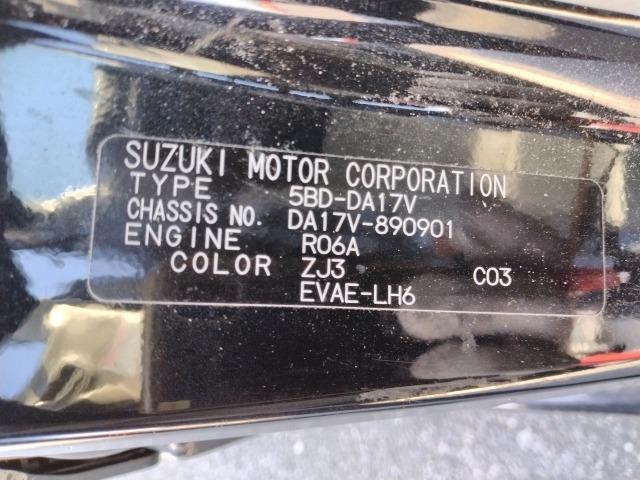 SUZUKI MOTOR CORPORATION
TYPE 5BD-DA17V
CHASSIS NO. DA17V-890901
ENGINE R06A
COLOR ZJ3 C03
EVAE-LH6